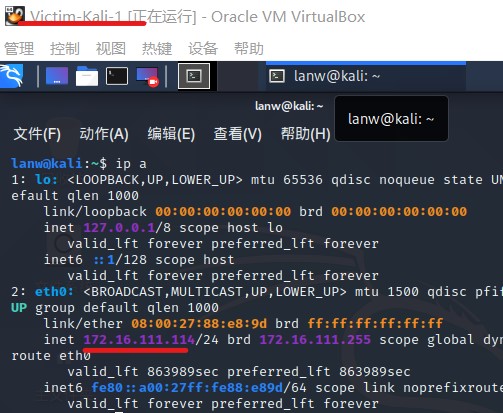 Victim-Kali-1 [正在运行] - Oracle VM VirtualBox
管理 控制 视图 热键 设备 帮助
lanw@kali: ~
lanw@kali: ~
lanw@kali: ~
文件(F) 动作(A) 编辑(E) 查看(V) 帮助(H)
lanw@kali:~$ ip a
1: lo: <LOOPBACK,UP,LOWER_UP> mtu 65536 qdisc noqueue state UN
efault qlen 1000
link/loopback 00:00:00:00:00:00 brd 00:00:00:00:00:00
inet 127.0.0.1/8 scope host lo
valid_lft forever preferred_lft forever
inet6 ::1/128 scope host
valid_lft forever preferred_lft forever
2: eth0: <BROADCAST,MULTICAST,UP,LOWER_UP> mtu 1500 qdisc pfif
UP group default qlen 1000
link/ether 08:00:27:88:e8:9d brd ff:ff:ff:ff:ff:ff
inet 172.16.111.114/24 brd 172.16.111.255 scope global dyn
route eth0
valid_lft 863989sec preferred_lft 863989sec
inet6 fe80::a00:27ff:fe88:e89d/64 scope link noprefixroute
valid_lft forever preferred_lft forever